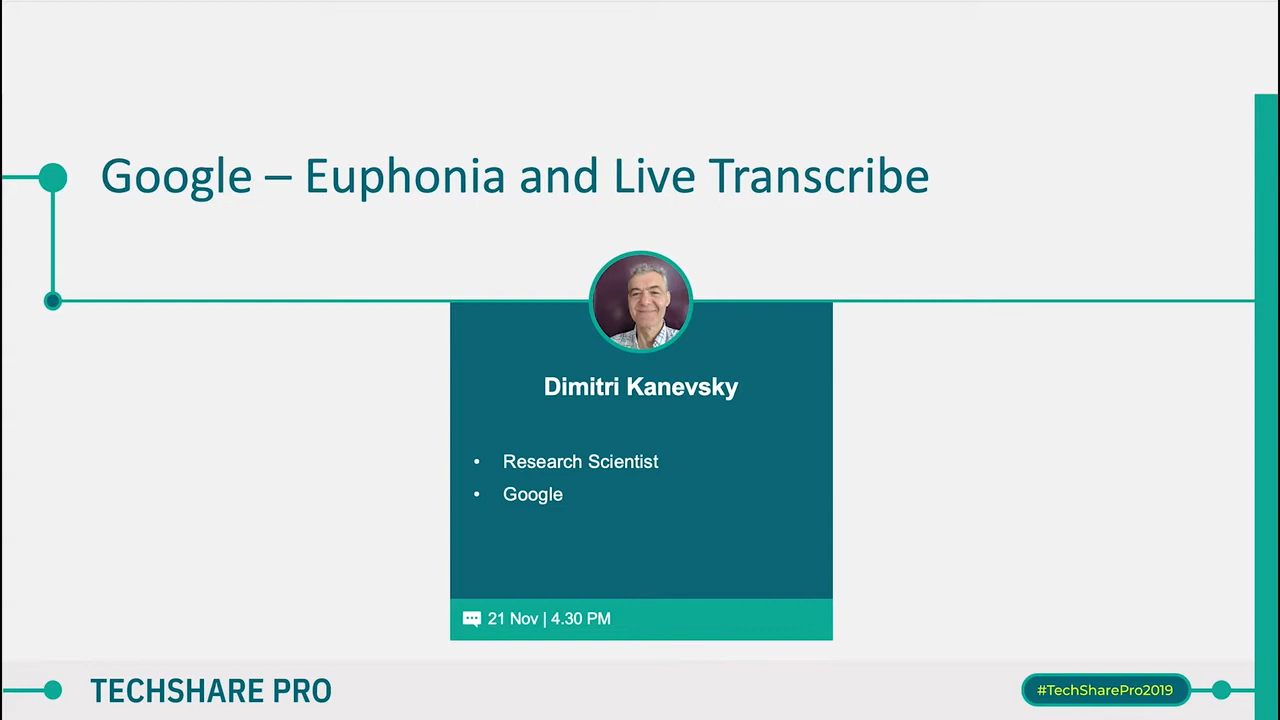 Google – Euphonia and Live Transcribe
Dimitri Kanevsky
• Research Scientist
• Google
21 Nov | 4.30 PM
TECHSHARE PRO
#TechSharePro2019